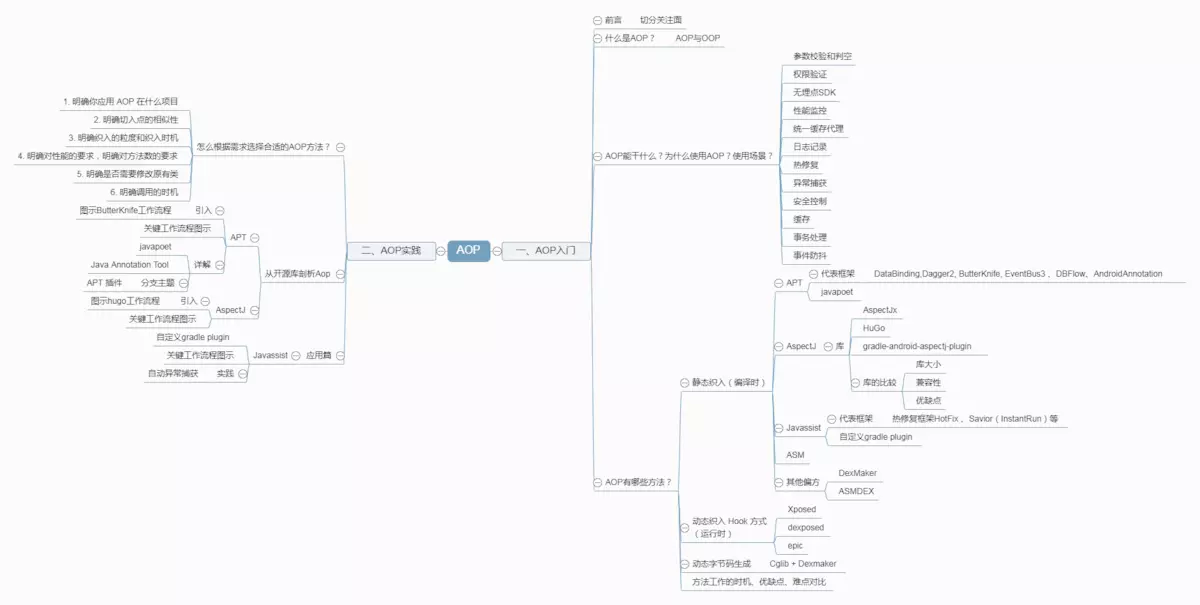 AOP
一、AOP入门
前言
切分关注面
什么是AOP？
AOP与OOP
AOP能干什么？为什么使用AOP？使用场景？
参数校验和判空
权限验证
无埋点SDK
性能监控
统一缓存代理
日志记录
热修复
异常捕获
安全控制
缓存
事务处理
事件防抖
AOP有哪些方法？
静态织入（编译时）
APT
代表框架
DataBinding,Dagger2, ButterKnife, EventBus3 、DBFlow、AndroidAnnotation
javapoet
AspectJ
库
AspectJx
HuGo
gradle-android-aspectj-plugin
库的比较
库大小
兼容性
优缺点
Javassist
代表框架
热修复框架HotFix 、Savior（InstantRun）等
自定义gradle plugin
ASM
其他偏方
DexMaker
ASMDEX
动态织入 Hook 方式
（运行时）
Xposed
dexposed
epic
动态字节码生成
Cglib + Dexmaker
方法工作的时机、优缺点、难点对比
二、AOP实践
怎么根据需求选择合适的AOP方法？
1. 明确你应用 AOP 在什么项目
2. 明确切入点的相似性
3. 明确织入的粒度和织入时机
4. 明确对性能的要求，明确对方法数的要求
5. 明确是否需要修改原有类
6. 明确调用的时机
从开源库剖析Aop
APT
引入
图示ButterKnife工作流程
详解
关键工作流程图示
javapoet
Java Annotation Tool
分支主题
APT 插件
AspectJ
引入
图示hugo工作流程
关键工作流程图示
应用篇
Javassist
自定义gradle plugin
关键工作流程图示
实践
自动异常捕获